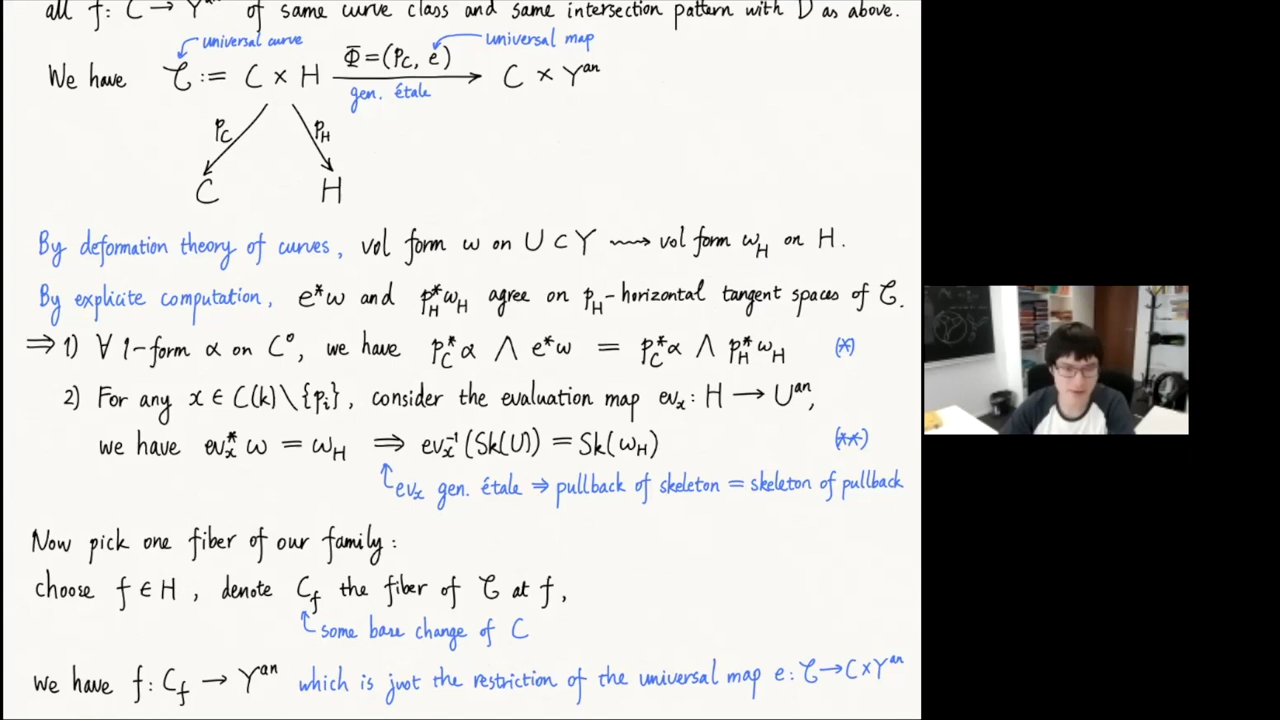 all f: C → Y^an of same curve class and same intersection pattern with D as above.
universal curve
universal map
We have 𝒞 := C × H Φ=(p_C, e) → C × Y^an
gen. étale
p_C p_H
C H
By deformation theory of curves, vol form ω on U ⊂ Y ⟿ vol form ω_H on H.
By explicite computation, e*ω and p_H*ω_H agree on p_H-horizontal tangent spaces of 𝒞.
⇒ 1) ∀ 1-form α on C°, we have p_C*α ∧ e*ω = p_C*α ∧ p_H*ω_H (*)
2) For any x ∈ C(k)\{p_i}, consider the evaluation map ev_x : H → U^an,
we have ev_x*ω = ω_H ⇒ ev_x^-1(Sk(U)) = Sk(ω_H) (**)
ev_x gen. étale ⇒ pullback of skeleton = skeleton of pullback
Now pick one fiber of our family:
choose f ∈ H, denote C_f the fiber of 𝒞 at f,
some base change of C
we have f: C_f → Y^an which is just the restriction of the universal map e: 𝒞→C×Y^an